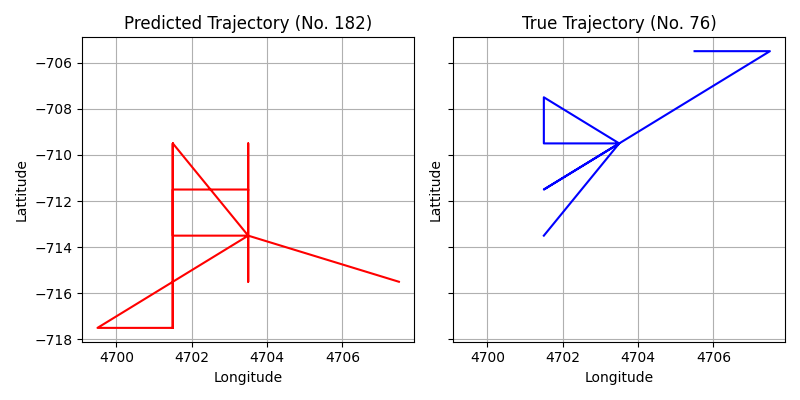 Predicted Trajectory (No. 182)
True Trajectory (No. 76)
Lattitude
−706
−708
−710
−712
−714
−716
−718
4700
4702
4704
4706
Longitude
Lattitude
4700
4702
4704
4706
Longitude